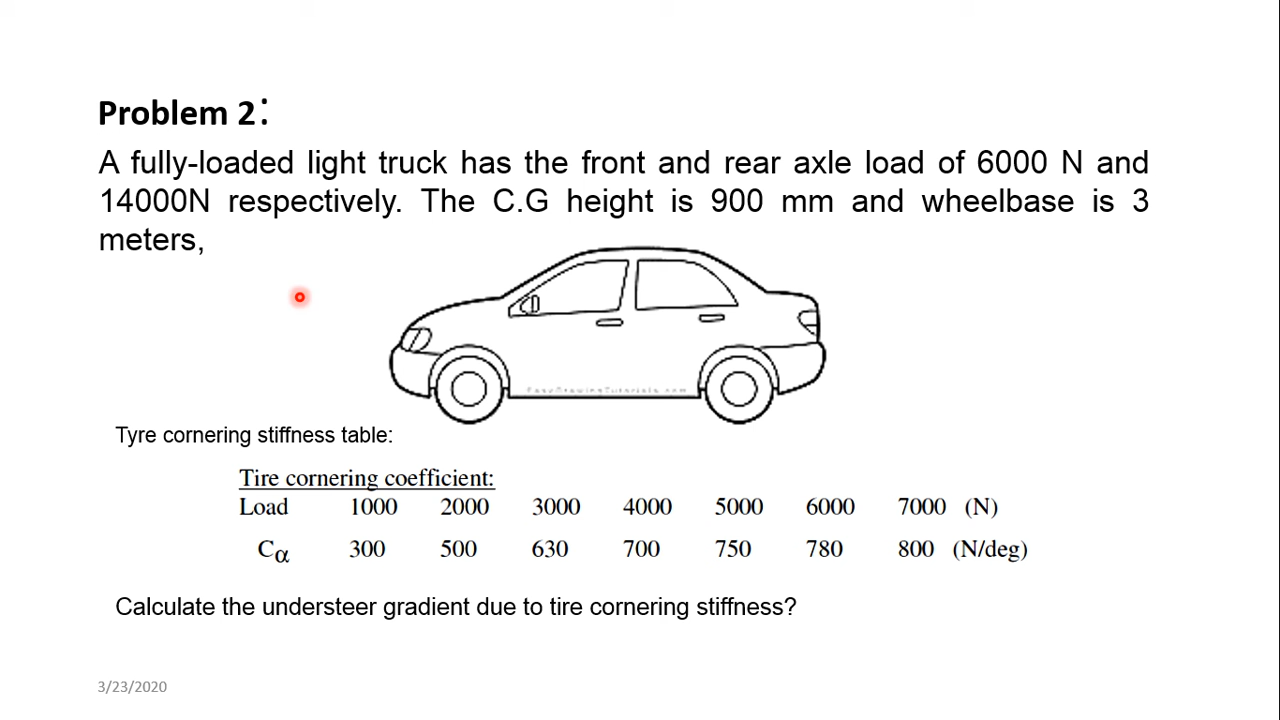 Problem 2:
A fully-loaded light truck has the front and rear axle load of 6000 N and
14000N respectively. The C.G height is 900 mm and wheelbase is 3
meters,
EasyDrawingTutorials.com
Tyre cornering stiffness table:
Tire cornering coefficient:
Load 1000 2000 3000 4000 5000 6000 7000 (N)
Cα 300 500 630 700 750 780 800 (N/deg)
Calculate the understeer gradient due to tire cornering stiffness?
3/23/2020